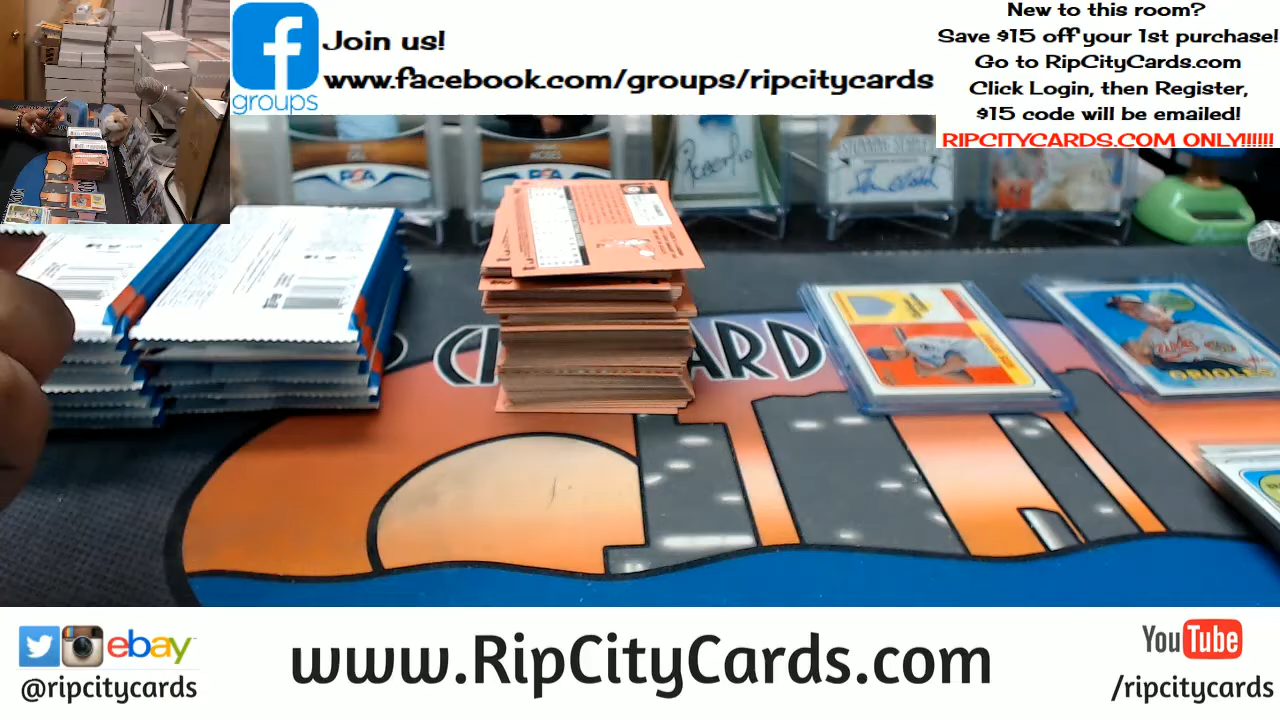 Join us!
www.facebook.com/groups/ripcitycards
groups
New to this room?
Save $15 off your 1st purchase!
Go to RipCityCards.com
Click Login, then Register,
$15 code will be emailed!
RIPCITYCARDS.COM ONLY!!!!!!
PSA
PSA
ARD
ORIOLES
ebay
@ripcitycards
www.RipCityCards.com
YouTube
/ripcitycards